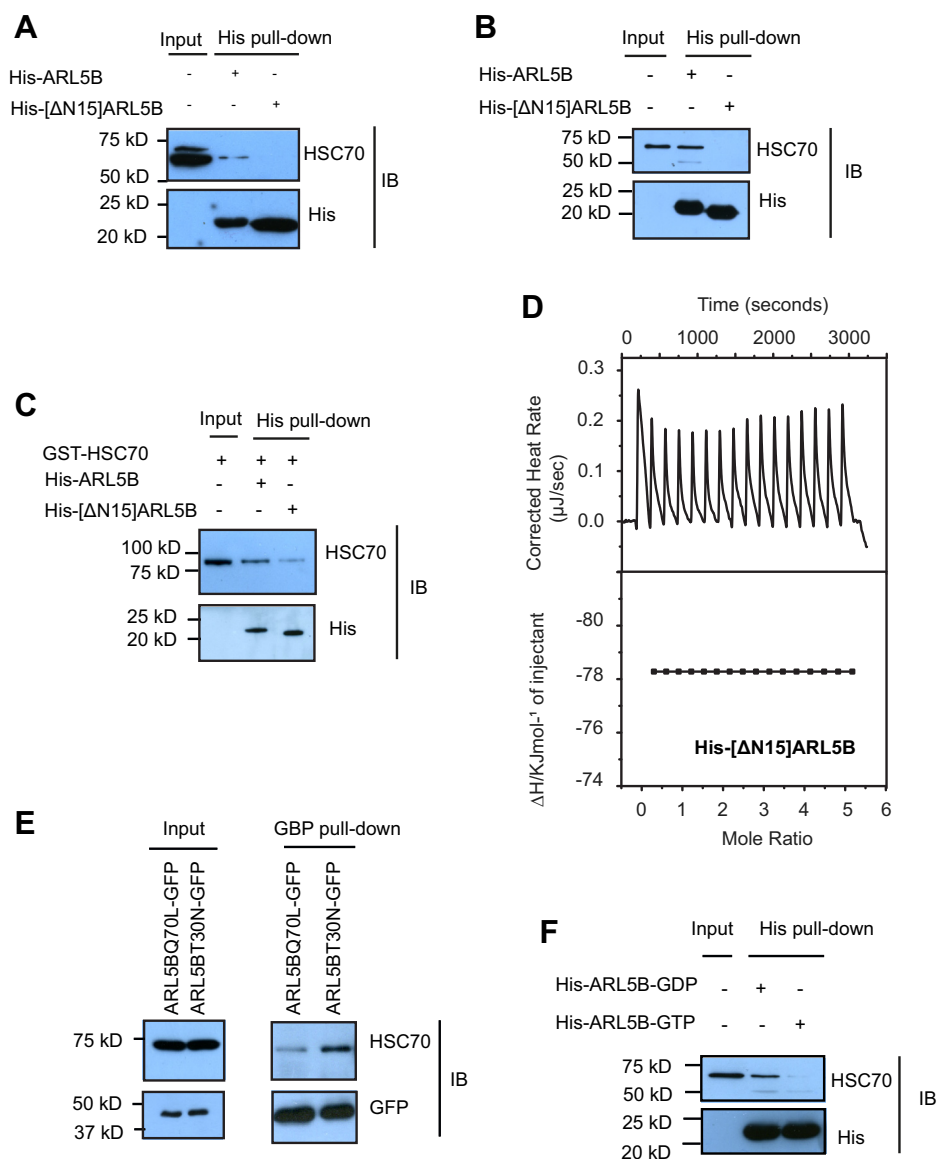 A
Input His pull-down
His-ARL5B - + -
His-[ΔN15]ARL5B - - +
75 kD
HSC70
50 kD
IB
25 kD
His
20 kD
B
Input His pull-down
His-ARL5B - + -
His-[ΔN15]ARL5B - - +
75 kD
HSC70
50 kD
IB
25 kD
His
20 kD
C
Input His pull-down
GST-HSC70 + + +
His-ARL5B - + -
His-[ΔN15]ARL5B - - +
100 kD
HSC70
75 kD
IB
25 kD
His
20 kD
D
Time (seconds)
0 1000 2000 3000
Corrected Heat Rate
(µJ/sec)
0.3
0.2
0.1
0.0
ΔH/KJmol-¹ of injectant
-80
-78
-76
-74
His-[ΔN15]ARL5B
0 1 2 3 4 5 6
Mole Ratio
E
Input GBP pull-down
ARL5BQ70L-GFP
ARL5BT30N-GFP
ARL5BQ70L-GFP
ARL5BT30N-GFP
75 kD
HSC70
IB
50 kD
GFP
37 kD
F
Input His pull-down
His-ARL5B-GDP - + -
His-ARL5B-GTP - - +
75 kD
HSC70
50 kD
IB
25 kD
His
20 kD